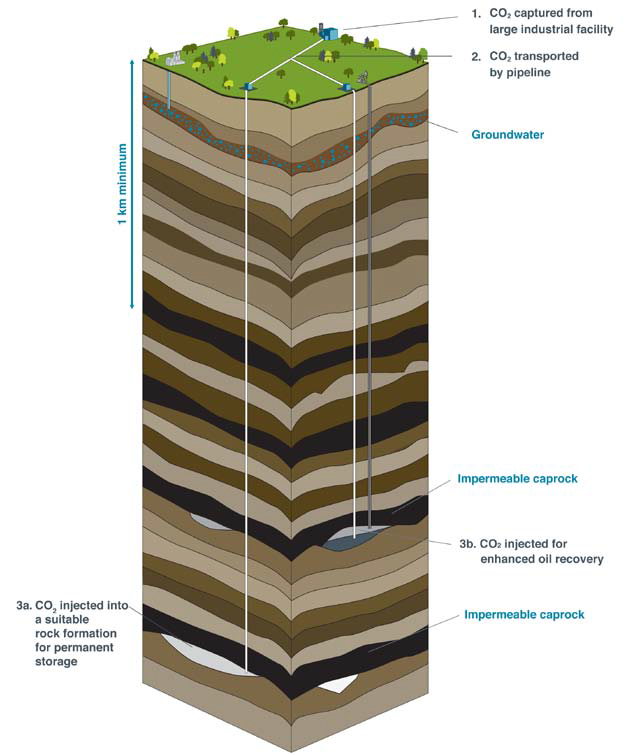 1. CO₂ captured from
large industrial facility
2. CO₂ transported
by pipeline
Groundwater
1 km minimum
Impermeable caprock
3b. CO₂ injected for
enhanced oil recovery
3a. CO₂ injected into
a suitable
rock formation
for permanent
storage
Impermeable caprock